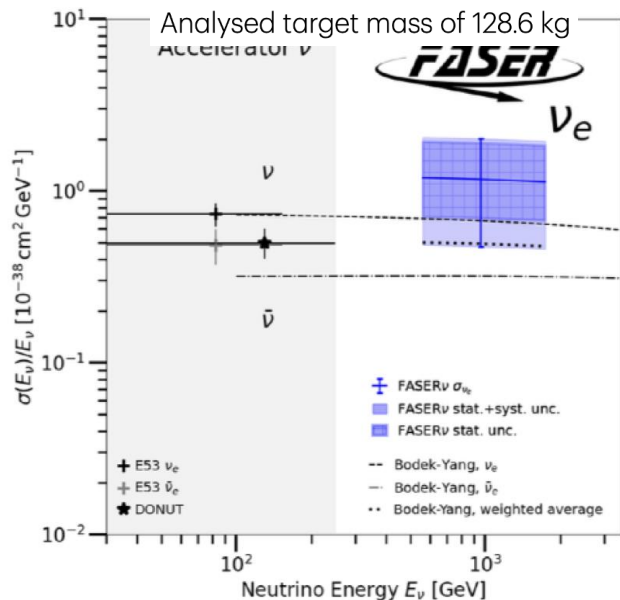 Analysed target mass of 128.6 kg
Accelerator ν
FASER
νe
ν
ν̄
10¹
10⁰
10⁻¹
10⁻²
σ(Eν)/Eν [10⁻³⁸ cm² GeV⁻¹]
FASERν σνe
FASERν stat.+syst. unc.
FASERν stat. unc.
E53 νe
E53 ν̄e
DONUT
Bodek-Yang, νe
Bodek-Yang, ν̄e
Bodek-Yang, weighted average
10²
10³
Neutrino Energy Eν [GeV]